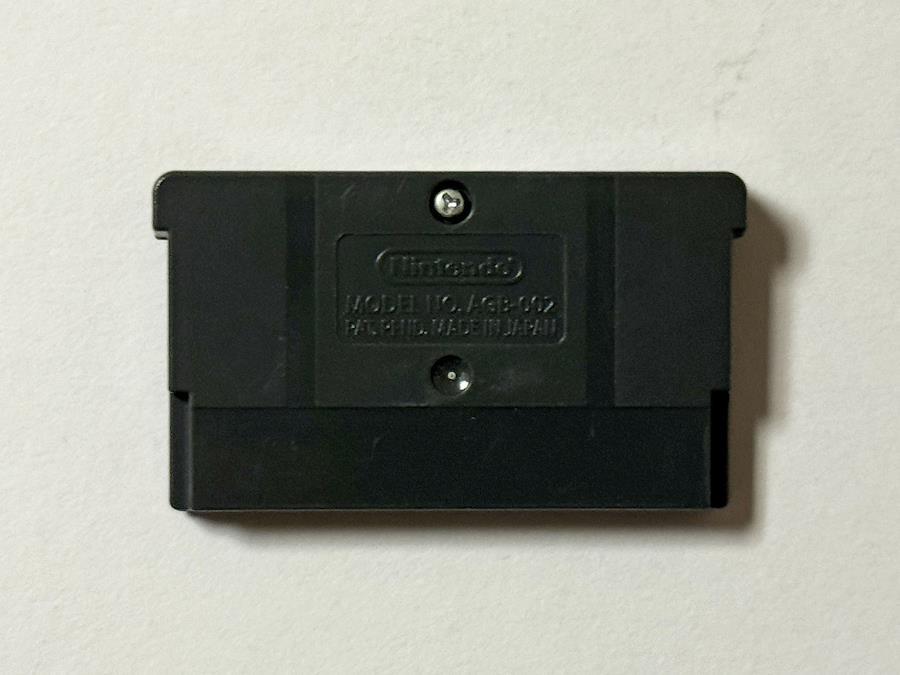 Nintendo
MODEL NO. AGB-002
PAT. PEND. MADE IN JAPAN